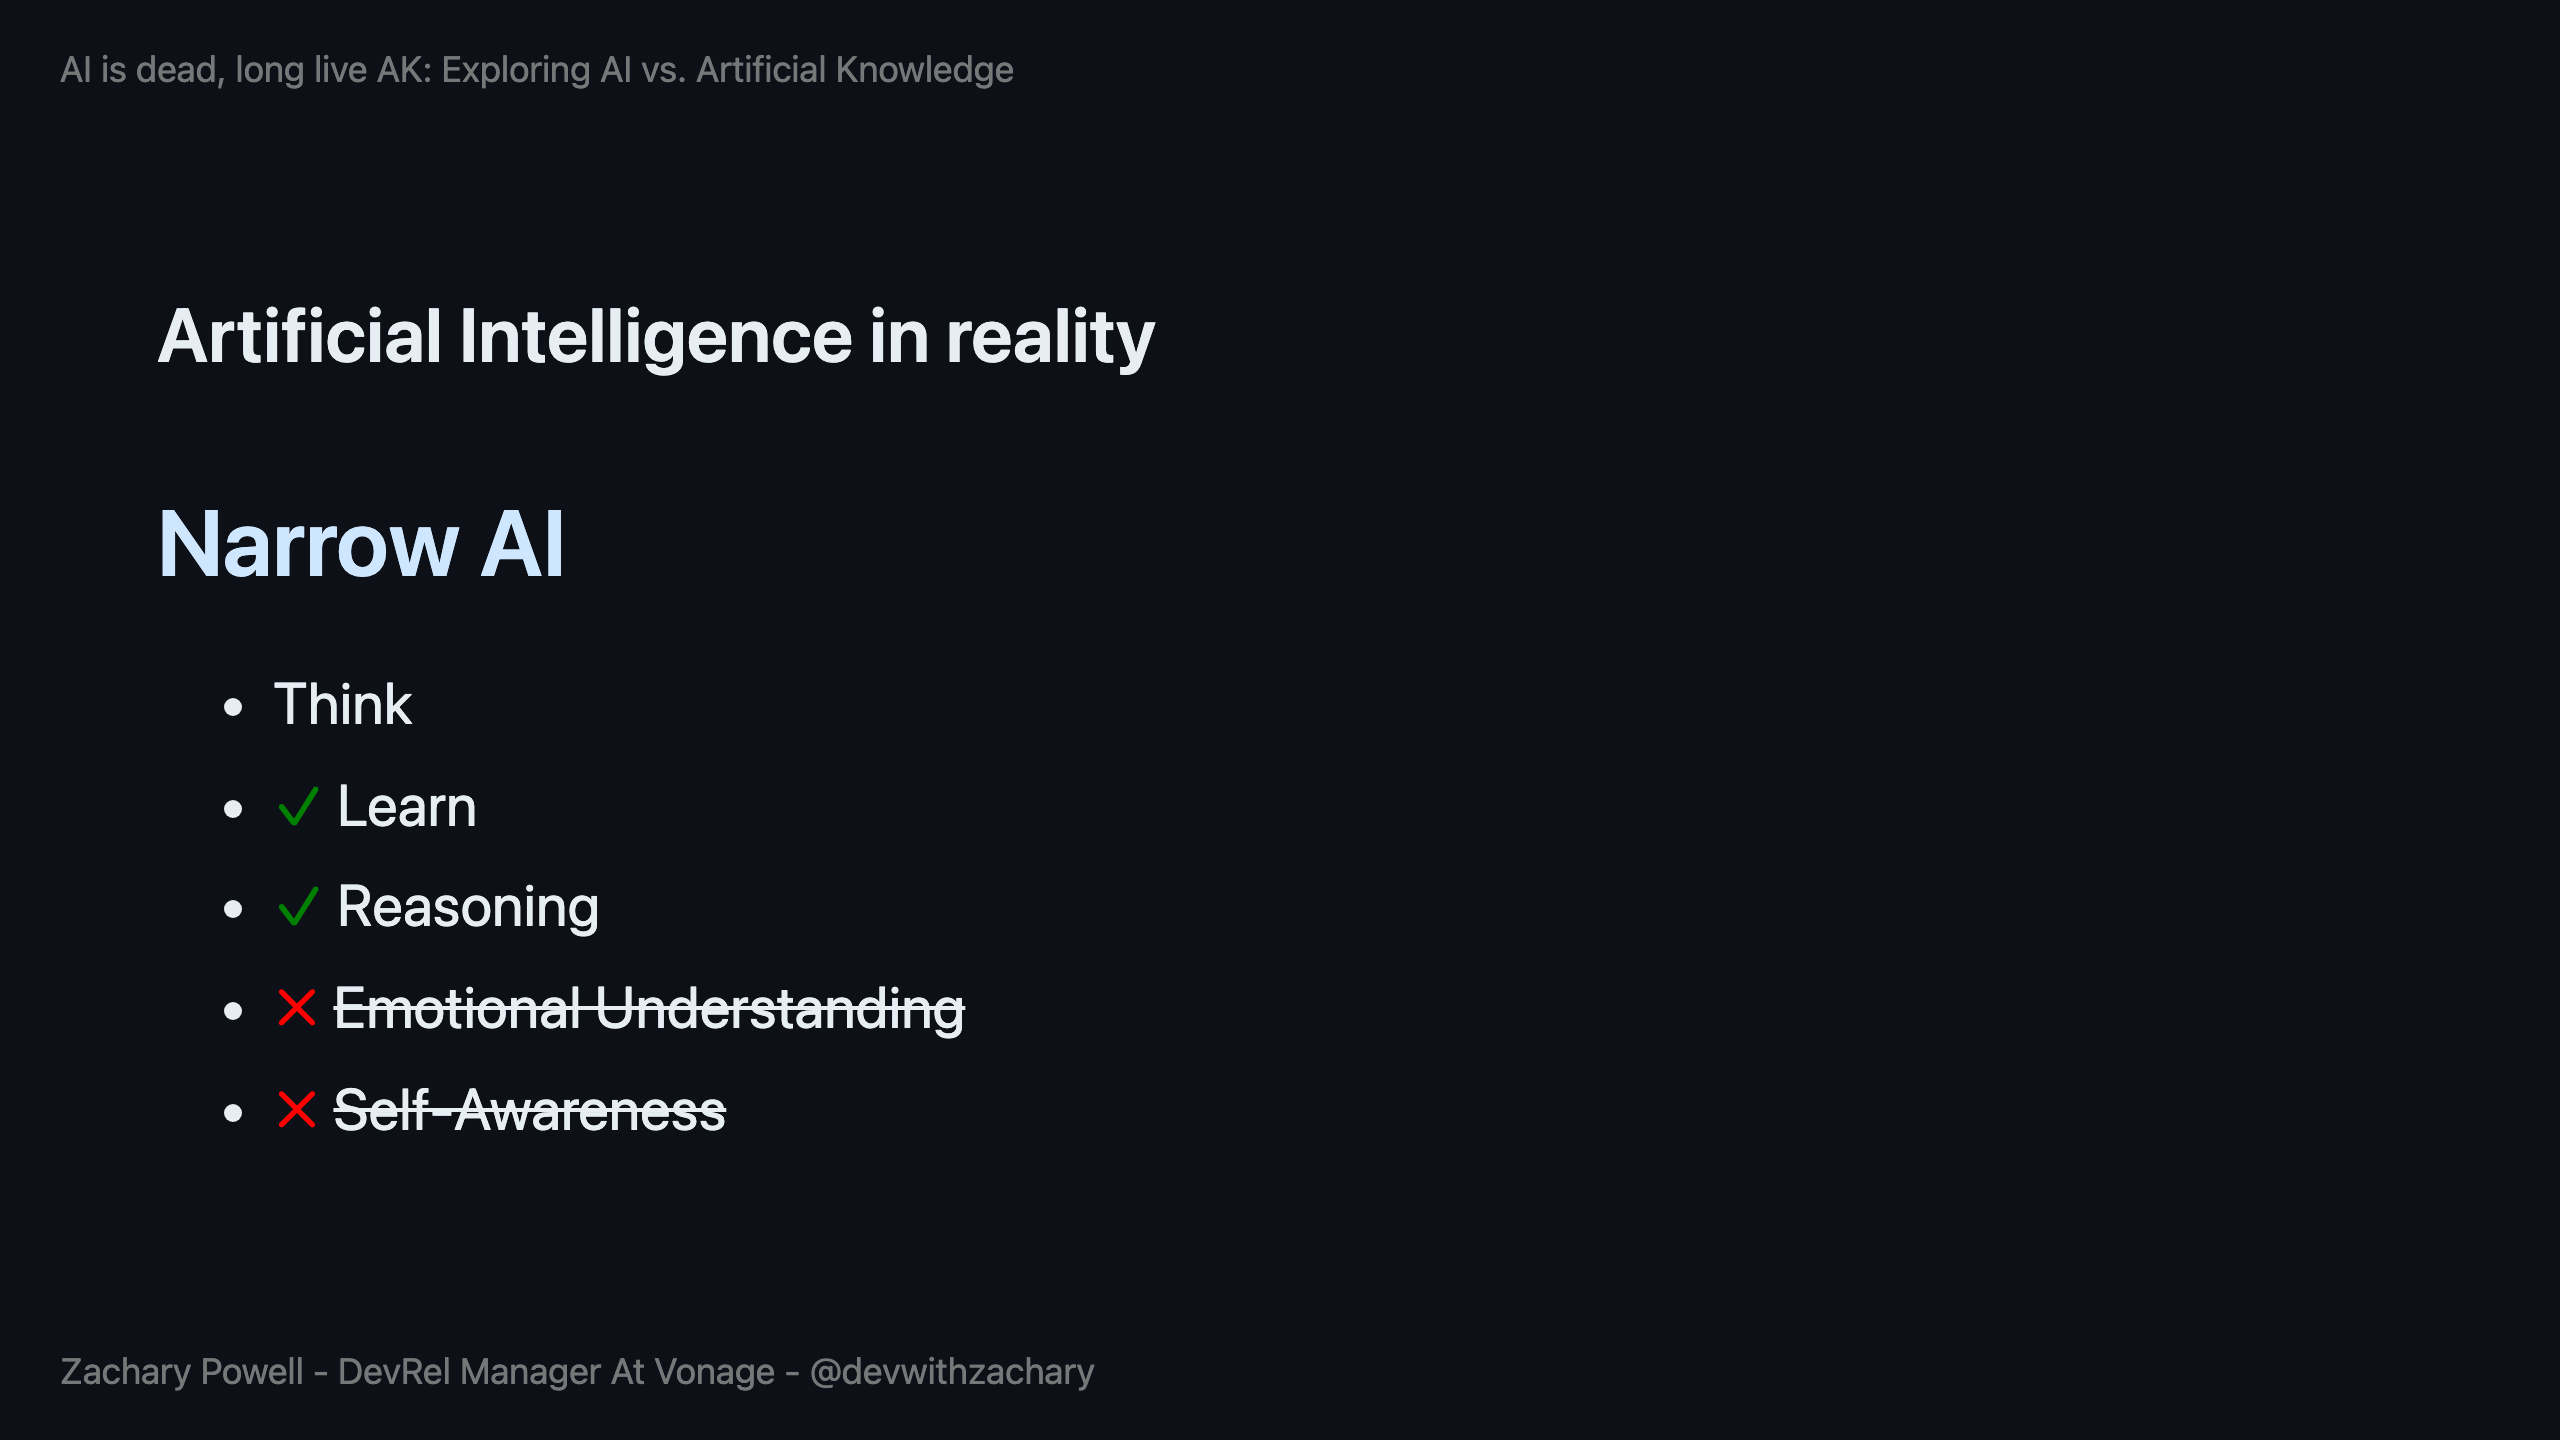 AI is dead, long live AK: Exploring AI vs. Artificial Knowledge
Artificial Intelligence in reality
Narrow AI
• Think
• ✓ Learn
• ✓ Reasoning
• ✕ Emotional Understanding
• ✕ Self-Awareness
Zachary Powell - DevRel Manager At Vonage - @devwithzachary